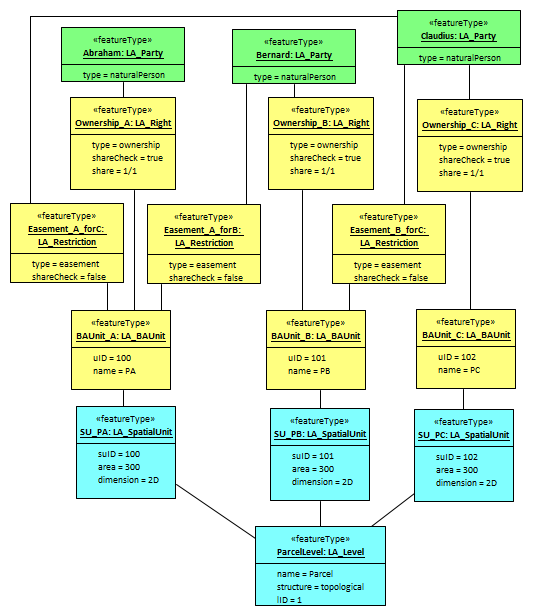 «featureType»
Abraham: LA_Party
type = naturalPerson
«featureType»
Bernard: LA_Party
type = naturalPerson
«featureType»
Claudius: LA_Party
type = naturalPerson
«featureType»
Ownership_A: LA_Right
type = ownership
shareCheck = true
share = 1/1
«featureType»
Ownership_B: LA_Right
type = ownership
shareCheck = true
share = 1/1
«featureType»
Ownership_C: LA_Right
type = ownership
shareCheck = true
share = 1/1
«featureType»
Easement_A_forC:
LA_Restriction
type = easement
shareCheck = false
«featureType»
Easement_A_forB:
LA_Restriction
type = easement
shareCheck = false
«featureType»
Easement_B_forC:
LA_Restriction
type = easement
shareCheck = false
«featureType»
BAUnit_A: LA_BAUnit
uID = 100
name = PA
«featureType»
BAUnit_B: LA_BAUnit
uID = 101
name = PB
«featureType»
BAUnit_C: LA_BAUnit
uID = 102
name = PC
«featureType»
SU_PA: LA_SpatialUnit
suID = 100
area = 300
dimension = 2D
«featureType»
SU_PB: LA_SpatialUnit
suID = 101
area = 300
dimension = 2D
«featureType»
SU_PC: LA_SpatialUnit
suID = 102
area = 300
dimension = 2D
«featureType»
ParcelLevel: LA_Level
name = Parcel
structure = topological
lID = 1